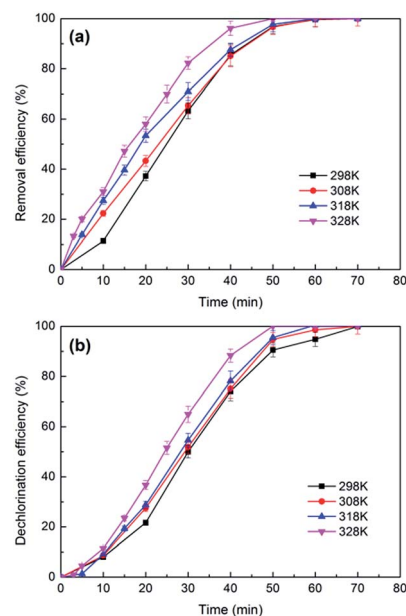 (a)
Removal efficiency (%)
100
80
60
40
20
0
298K
308K
318K
328K
0 10 20 30 40 50 60 70 80
Time (min)
(b)
Dechlorination efficiency (%)
100
80
60
40
20
0
298K
308K
318K
328K
0 10 20 30 40 50 60 70 80
Time (min)